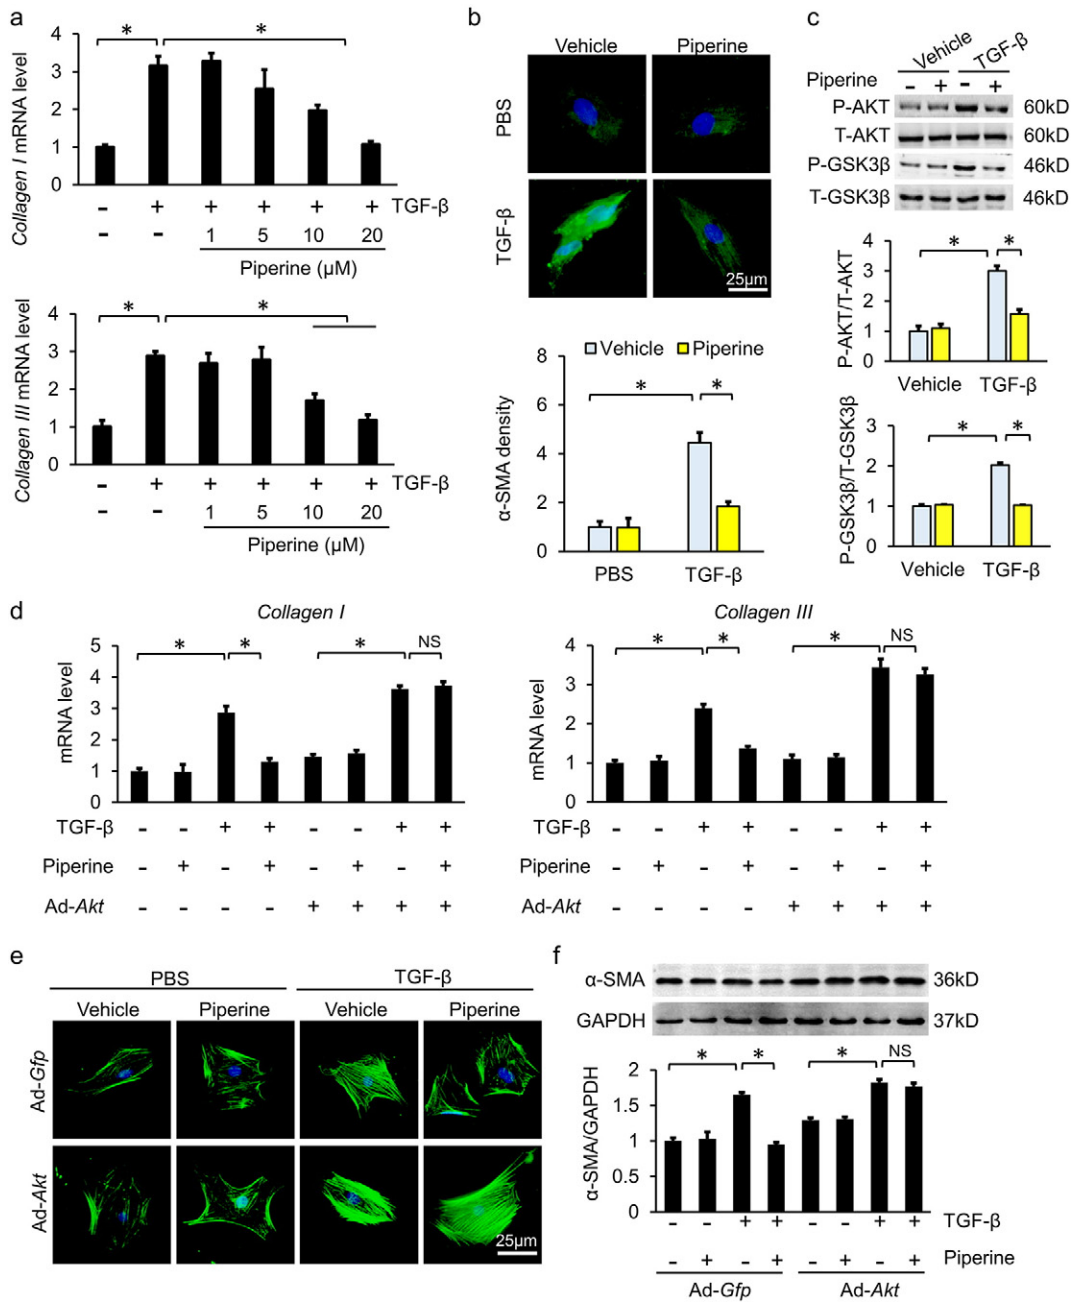 a
Collagen I mRNA level
4
3
2
1
0
* *
- + + + + + TGF-β
- - 1 5 10 20
Piperine (μM)
Collagen III mRNA level
4
3
2
1
0
* *
- + + + + + TGF-β
- - 1 5 10 20
Piperine (μM)
b
Vehicle Piperine
PBS
TGF-β
25μm
Vehicle Piperine
α-SMA density
8
6
4
2
0
* *
PBS TGF-β
c
Vehicle TGF-β
Piperine - + - +
P-AKT 60kD
T-AKT 60kD
P-GSK3β 46kD
T-GSK3β 46kD
P-AKT/T-AKT
4
3
2
1
0
* *
Vehicle TGF-β
P-GSK3β/T-GSK3β
3
2
1
0
* *
Vehicle TGF-β
d
Collagen I
mRNA level
5
4
3
2
1
0
* * * NS
TGF-β - - + + - - + +
Piperine - + - + - + - +
Ad-Akt - - - - + + + +
Collagen III
mRNA level
4
3
2
1
0
* * * NS
TGF-β - - + + - - + +
Piperine - + - + - + - +
Ad-Akt - - - - + + + +
e
PBS TGF-β
Vehicle Piperine Vehicle Piperine
Ad-Gfp
Ad-Akt
25μm
f
α-SMA 36kD
GAPDH 37kD
α-SMA/GAPDH
2
1.5
1
0.5
0
* * * NS
- - + + - - + + TGF-β
- + - + - + - + Piperine
Ad-Gfp Ad-Akt